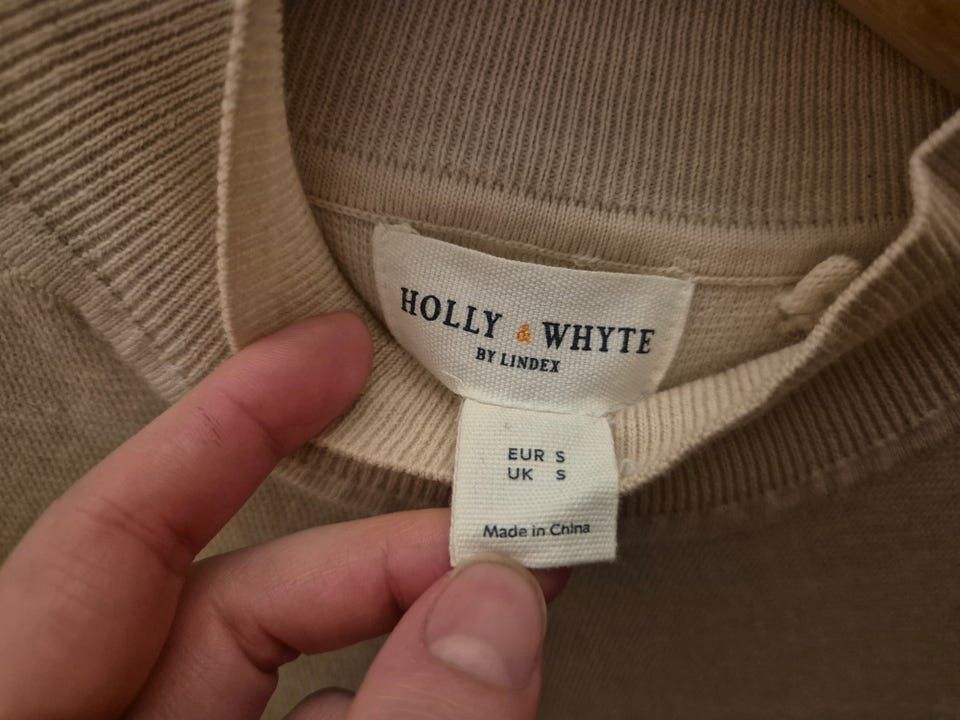 HOLLY & WHYTE
BY LINDEX
EUR S
UK S
Made in China